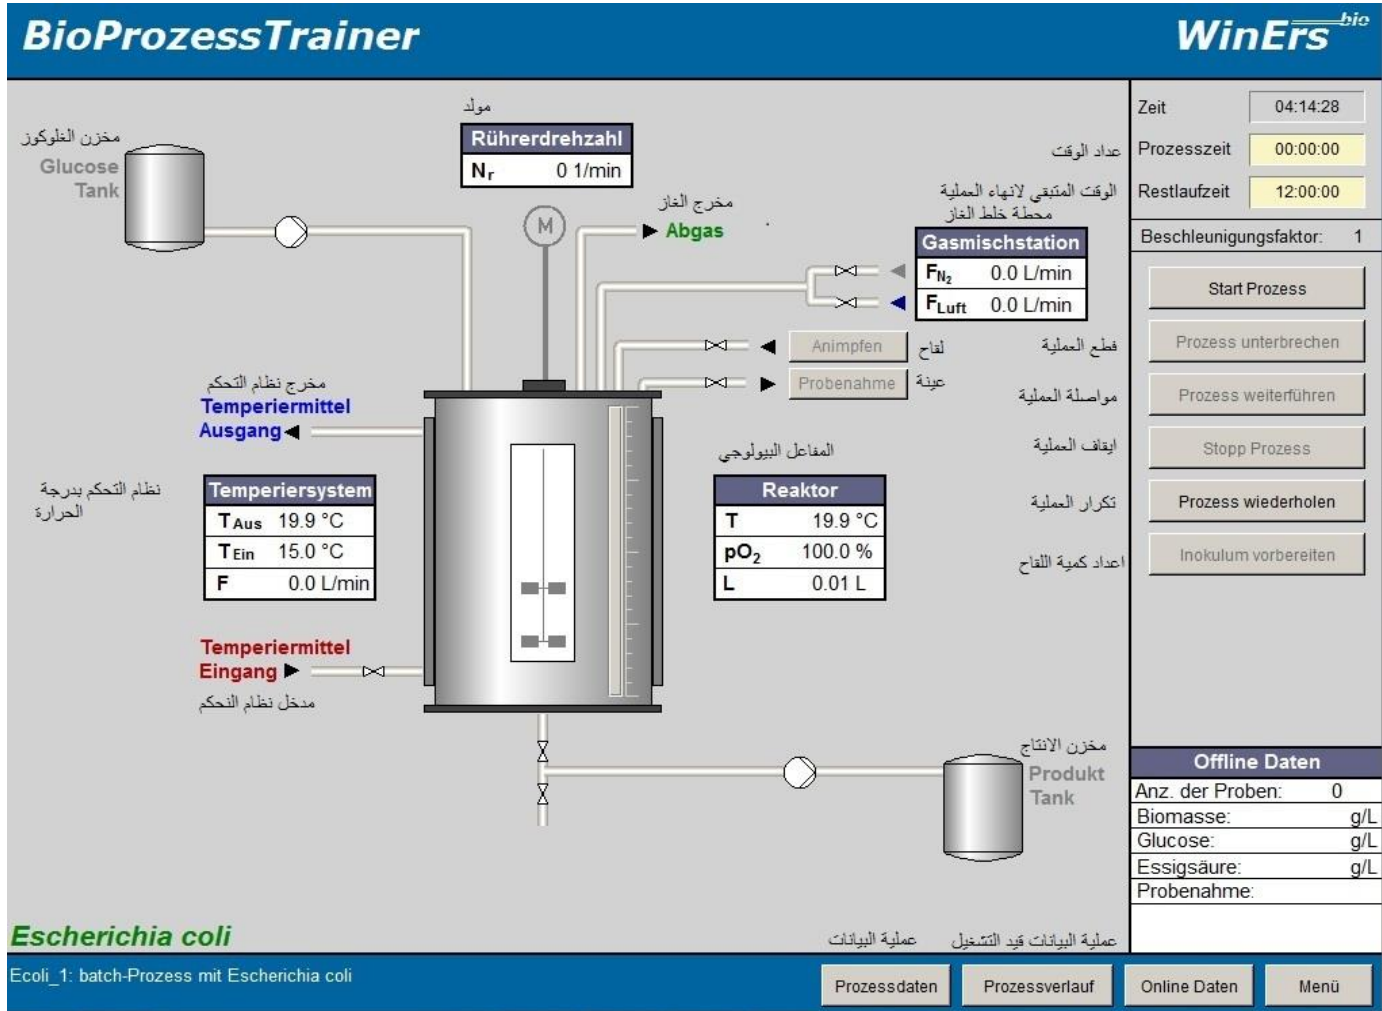 BioProzessTrainer
WinErs bio
مولد
Rührerdrehzahl
Nr 0 1/min
مخزن الغلوكوز
Glucose
Tank
M
مخرج الغاز
Abgas
عداد الوقت
الوقت المتبقي لانهاء العملية
محطة خلط الغاز
Gasmischstation
FN2 0.0 L/min
FLuft 0.0 L/min
Animpfen
لقاح
Probenahme
عينة
قطع العملية
مواصلة العملية
ايقاف العملية
تكرار العملية
اعداد كمية اللقاح
مخرج نظام التحكم
Temperiermittel
Ausgang
نظام التحكم بدرجة
الحرارة
Temperiersystem
TAus 19.9 °C
TEin 15.0 °C
F 0.0 L/min
Temperiermittel
Eingang
مدخل نظام التحكم
المفاعل البيولوجي
Reaktor
T 19.9 °C
pO2 100.0 %
L 0.01 L
مخزن الانتاج
Produkt
Tank
Zeit 04:14:28
Prozesszeit 00:00:00
Restlaufzeit 12:00:00
Beschleunigungsfaktor: 1
Start Prozess
Prozess unterbrechen
Prozess weiterführen
Stopp Prozess
Prozess wiederholen
Inokulum vorbereiten
Offline Daten
Anz. der Proben: 0
Biomasse: g/L
Glucose: g/L
Essigsäure: g/L
Probenahme:
Escherichia coli
عملية البيانات
عملية البيانات قيد التشغيل
Ecoli_1: batch-Prozess mit Escherichia coli
Prozessdaten
Prozessverlauf
Online Daten
Menü